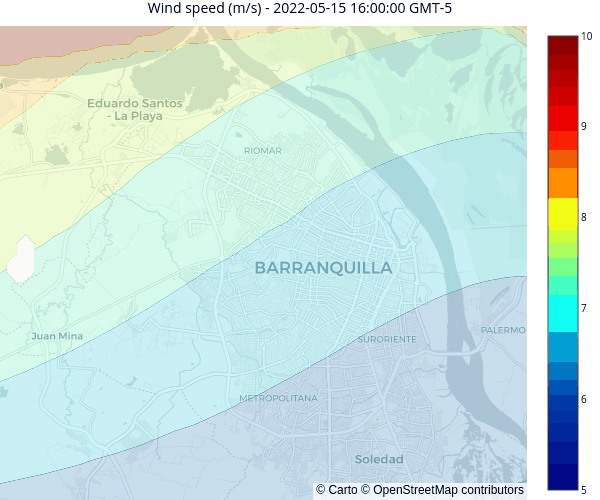 Wind speed (m/s) - 2022-05-15 16:00:00 GMT-5
10
Eduardo Santos
- La Playa
9
RIOMAR
8
BARRANQUILLA
7
Juan Mina
SURORIENTE
PALERMO
6
METROPOLITANA
Soledad
5
© Carto © OpenStreetMap contributors